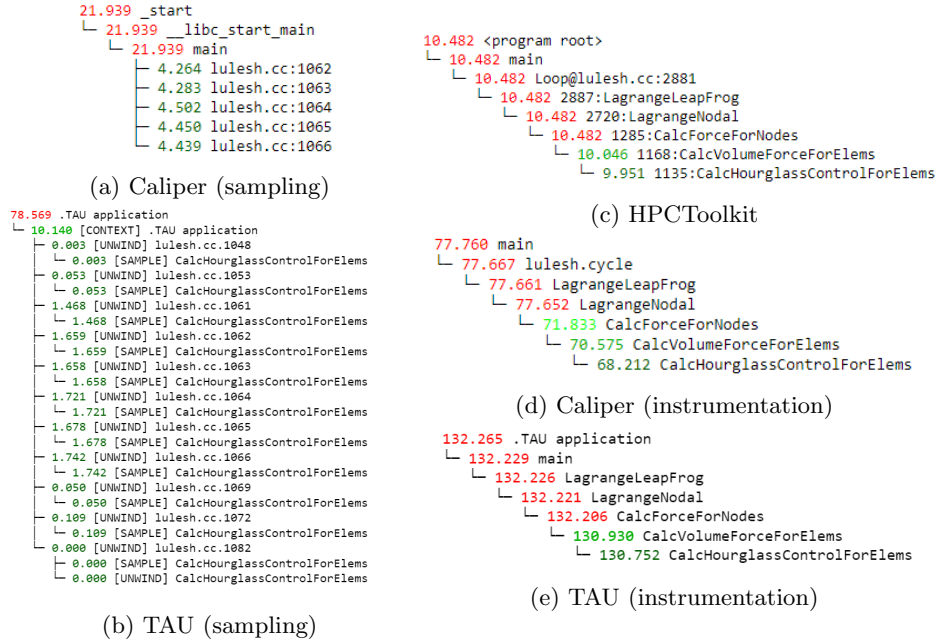 21.939 _start
└─ 21.939 __libc_start_main
└─ 21.939 main
├─ 4.264 lulesh.cc:1062
├─ 4.283 lulesh.cc:1063
├─ 4.502 lulesh.cc:1064
├─ 4.450 lulesh.cc:1065
└─ 4.439 lulesh.cc:1066
(a) Caliper (sampling)
78.569 .TAU application
└─ 10.140 [CONTEXT] .TAU application
├─ 0.003 [UNWIND] lulesh.cc.1048
│ └─ 0.003 [SAMPLE] CalcHourglassControlForElems
├─ 0.053 [UNWIND] lulesh.cc.1053
│ └─ 0.053 [SAMPLE] CalcHourglassControlForElems
├─ 1.468 [UNWIND] lulesh.cc.1061
│ └─ 1.468 [SAMPLE] CalcHourglassControlForElems
├─ 1.659 [UNWIND] lulesh.cc.1062
│ └─ 1.659 [SAMPLE] CalcHourglassControlForElems
├─ 1.658 [UNWIND] lulesh.cc.1063
│ └─ 1.658 [SAMPLE] CalcHourglassControlForElems
├─ 1.721 [UNWIND] lulesh.cc.1064
│ └─ 1.721 [SAMPLE] CalcHourglassControlForElems
├─ 1.678 [UNWIND] lulesh.cc.1065
│ └─ 1.678 [SAMPLE] CalcHourglassControlForElems
├─ 1.742 [UNWIND] lulesh.cc.1066
│ └─ 1.742 [SAMPLE] CalcHourglassControlForElems
├─ 0.050 [UNWIND] lulesh.cc.1069
│ └─ 0.050 [SAMPLE] CalcHourglassControlForElems
├─ 0.109 [UNWIND] lulesh.cc.1072
│ └─ 0.109 [SAMPLE] CalcHourglassControlForElems
└─ 0.000 [UNWIND] lulesh.cc.1082
├─ 0.000 [SAMPLE] CalcHourglassControlForElems
└─ 0.000 [UNWIND] CalcHourglassControlForElems
(b) TAU (sampling)
10.482 <program root>
└─ 10.482 main
└─ 10.482 Loop@lulesh.cc:2881
└─ 10.482 2887:LagrangeLeapFrog
└─ 10.482 2720:LagrangeNodal
└─ 10.482 1285:CalcForceForNodes
└─ 10.046 1168:CalcVolumeForceForElems
└─ 9.951 1135:CalcHourglassControlForElems
(c) HPCToolkit
77.760 main
└─ 77.667 lulesh.cycle
└─ 77.661 LagrangeLeapFrog
└─ 77.652 LagrangeNodal
└─ 71.833 CalcForceForNodes
└─ 70.575 CalcVolumeForceForElems
└─ 68.212 CalcHourglassControlForElems
(d) Caliper (instrumentation)
132.265 .TAU application
└─ 132.229 main
└─ 132.226 LagrangeLeapFrog
└─ 132.221 LagrangeNodal
└─ 132.206 CalcForceForNodes
└─ 130.930 CalcVolumeForceForElems
└─ 130.752 CalcHourglassControlForElems
(e) TAU (instrumentation)